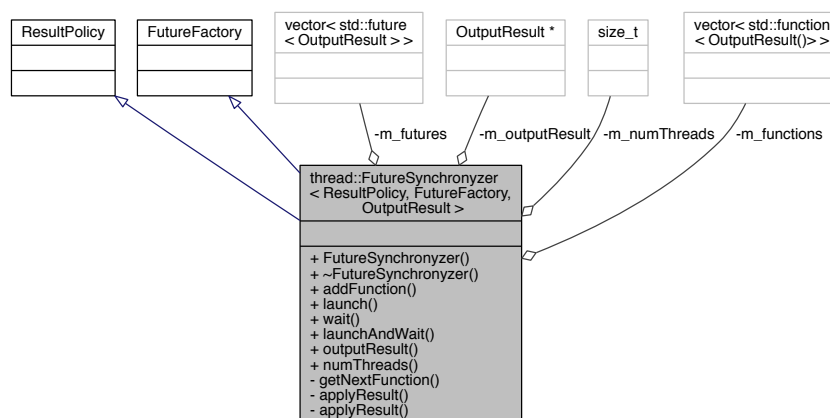 ResultPolicy
FutureFactory
vector< std::future
< OutputResult > >
OutputResult *
size_t
vector< std::function
< OutputResult()> >
-m_futures
-m_outputResult
-m_numThreads
-m_functions
thread::FutureSynchronyzer
< ResultPolicy, FutureFactory,
OutputResult >
+ FutureSynchronyzer()
+ ~FutureSynchronyzer()
+ addFunction()
+ launch()
+ wait()
+ launchAndWait()
+ outputResult()
+ numThreads()
- getNextFunction()
- applyResult()
- applyResult()